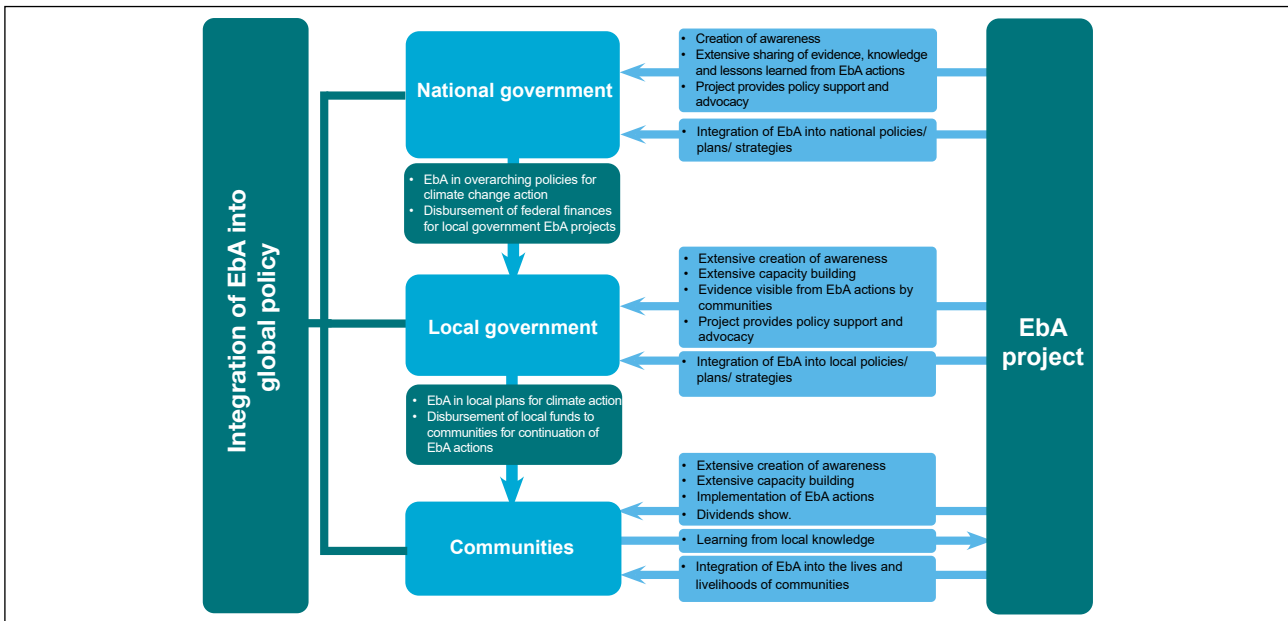 Integration of EbA into
global policy
National government
• Creation of awareness
• Extensive sharing of evidence, knowledge
and lessons learned from EbA actions
• Project provides policy support and
advocacy
• Integration of EbA into national policies/
plans/ strategies
• EbA in overarching policies for
climate change action
• Disbursement of federal finances
for local government EbA projects
Local government
• Extensive creation of awareness
• Extensive capacity building
• Evidence visible from EbA actions by
communities
• Project provides policy support and
advocacy
• Integration of EbA into local policies/
plans/ strategies
• EbA in local plans for climate action
• Disbursement of local funds to
communities for continuation of
EbA actions
Communities
• Extensive creation of awareness
• Extensive capacity building
• Implementation of EbA actions
• Dividends show.
• Learning from local knowledge
• Integration of EbA into the lives and
livelihoods of communities
EbA
project